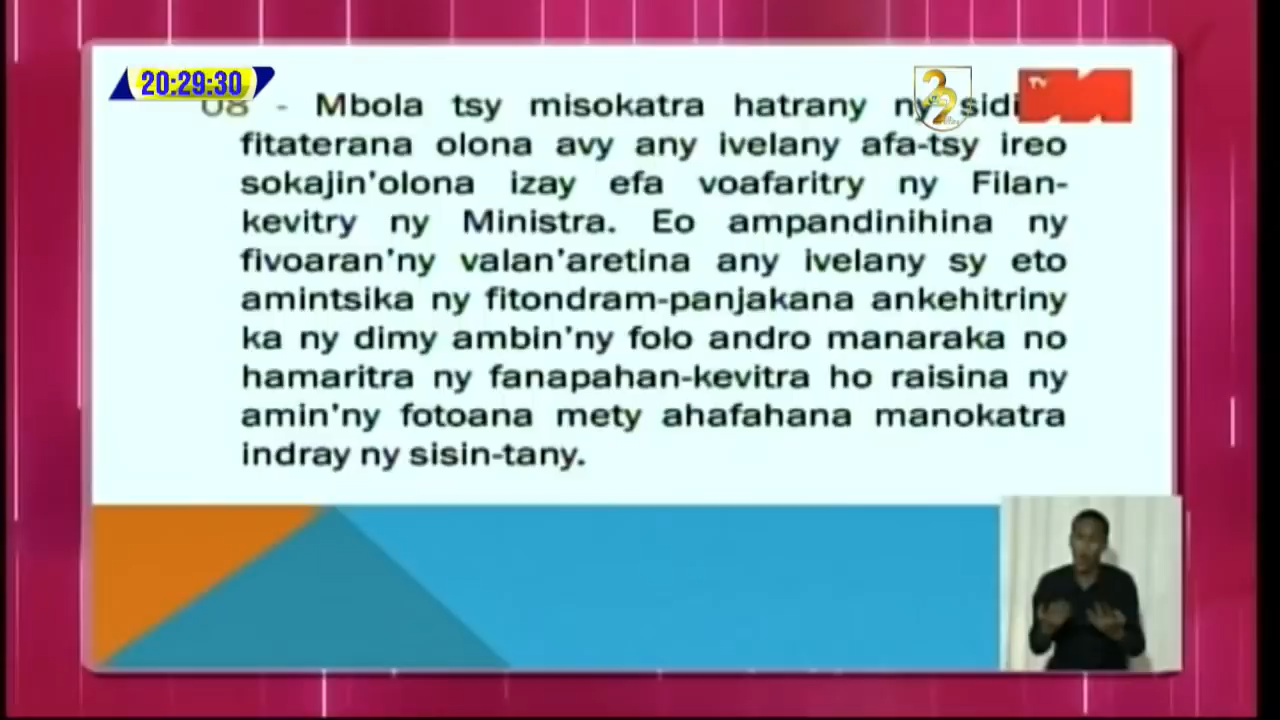 20:29:30
Tv
08 - Mbola tsy misokatra hatrany ny
fitaterana olona avy any ivelany afa-tsy ireo
sokajin'olona izay efa voafaritry ny Filan-
kevitry ny Ministra. Eo ampandinihina ny
fivoaran'ny valan'aretina any ivelany sy eto
amintsika ny fitondram-panjakana ankehitriny
ka ny dimy ambin'ny folo andro manaraka no
hamaritra ny fanapahan-kevitra ho raisina ny
amin'ny fotoana mety ahafahana manokatra
indray ny sisin-tany.